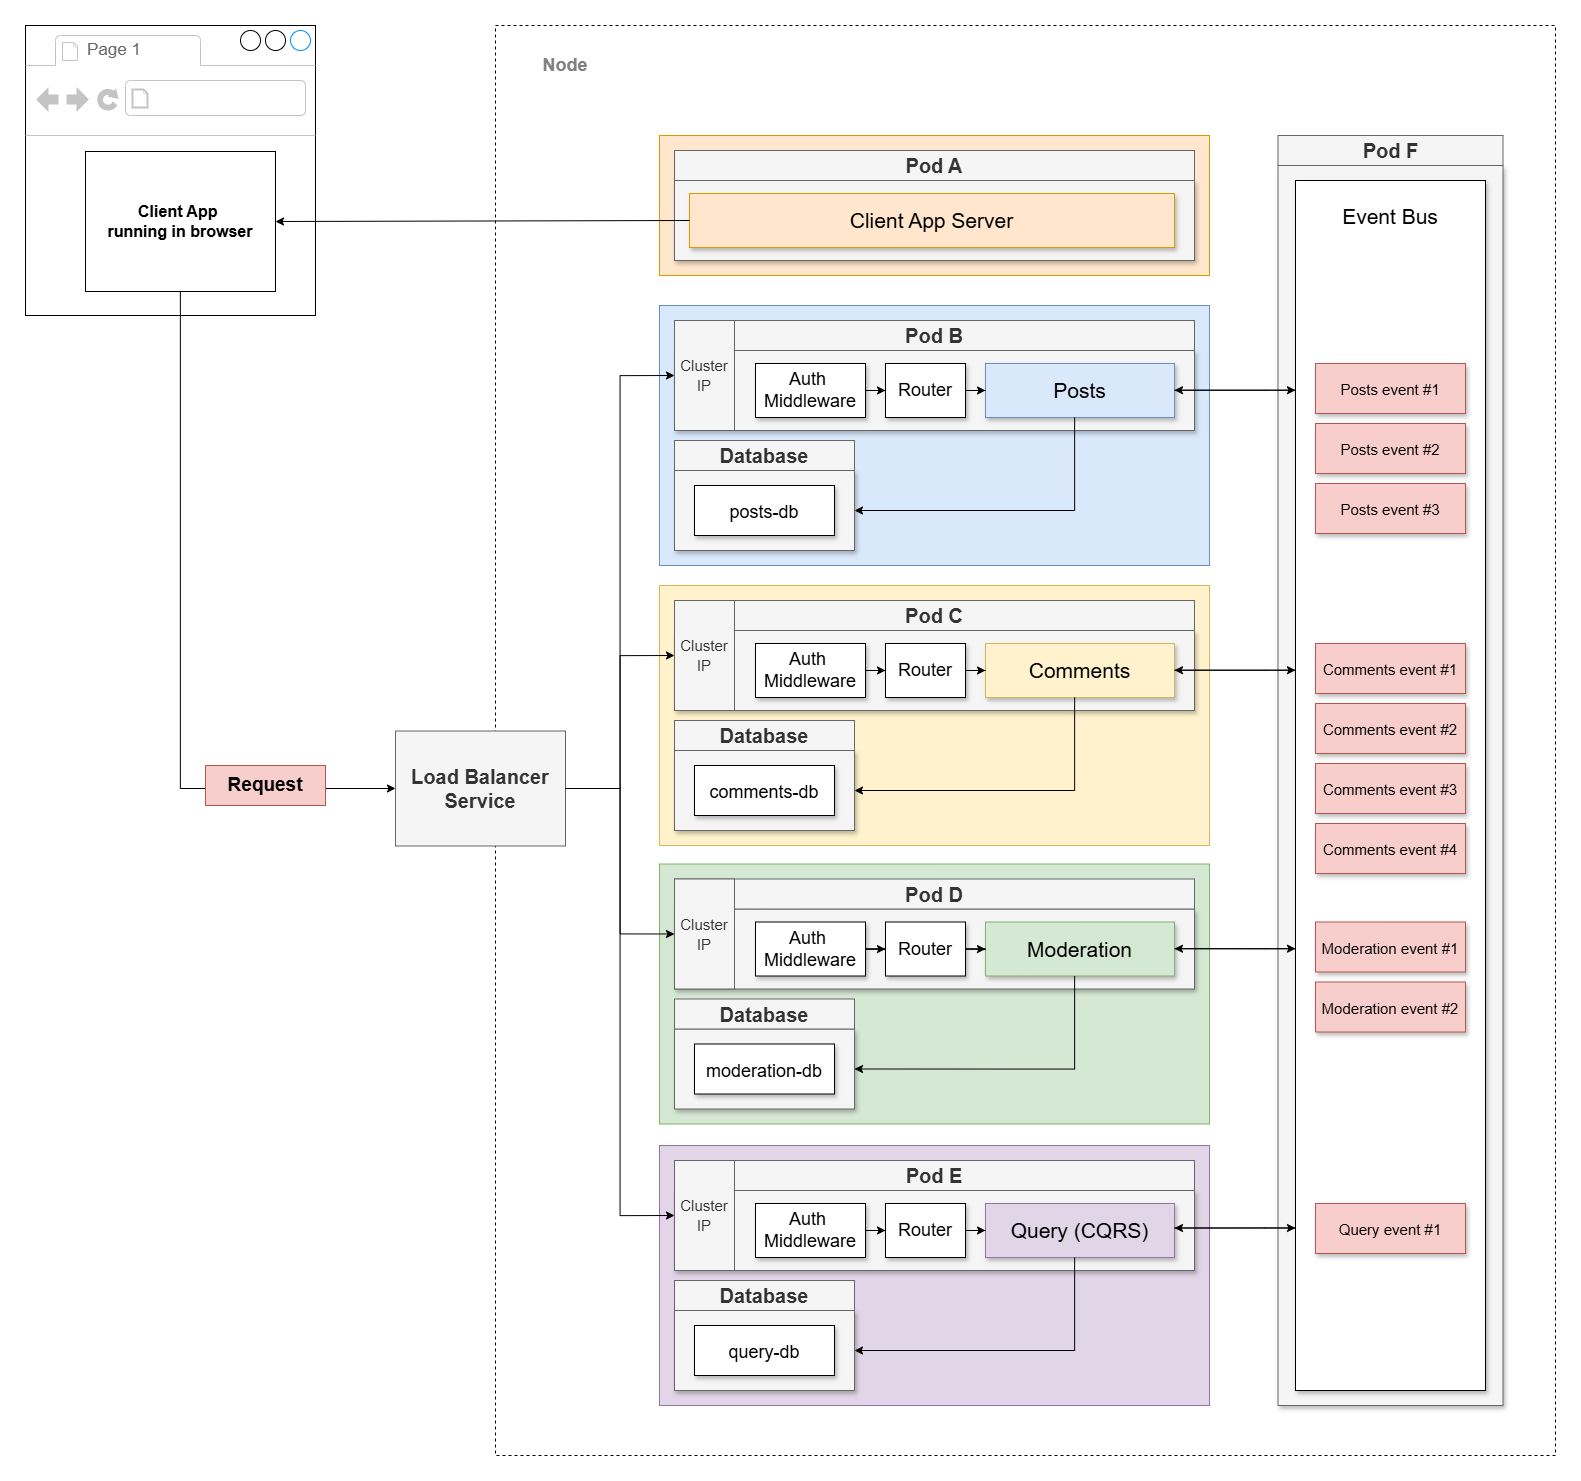 Page 1
Client App
running in browser
Request
Load Balancer
Service
Node
Pod A
Client App Server
Cluster
IP
Pod B
Auth
Middleware
Router
Posts
Database
posts-db
Cluster
IP
Pod C
Auth
Middleware
Router
Comments
Database
comments-db
Cluster
IP
Pod D
Auth
Middleware
Router
Moderation
Database
moderation-db
Cluster
IP
Pod E
Auth
Middleware
Router
Query (CQRS)
Database
query-db
Pod F
Event Bus
Posts event #1
Posts event #2
Posts event #3
Comments event #1
Comments event #2
Comments event #3
Comments event #4
Moderation event #1
Moderation event #2
Query event #1